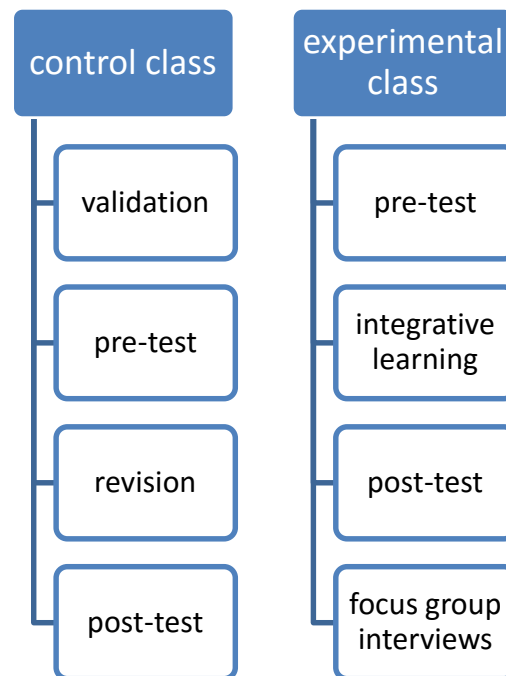 control class
validation
pre-test
revision
post-test
experimental
class
pre-test
integrative
learning
post-test
focus group
interviews